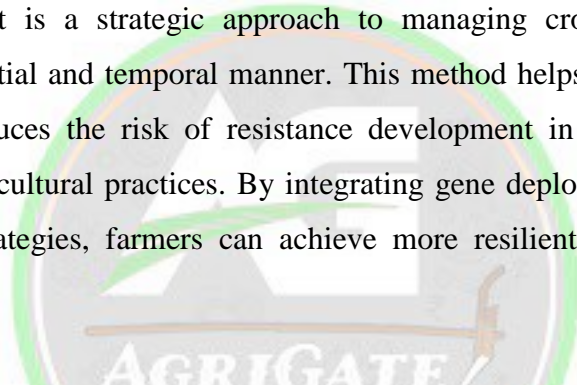 t is a strategic approach to managing cro
tial and temporal manner. This method helps
uces the risk of resistance development in
cultural practices. By integrating gene deplo
ategies, farmers can achieve more resilient
AGRIGATE